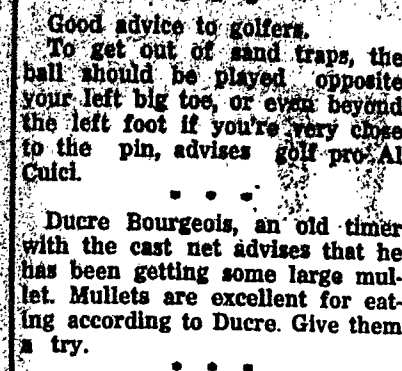 Good advice to golfers.
To get out of sand traps, the
ball should be played opposite
your left big toe, or even beyond
the left foot if you're very close
to the pin, advises golf pro Al
Cuici.
* * *
Ducre Bourgeois, an old timer
with the cast net advises that he
has been getting some large mul-
let. Mullets are excellent for eat-
ing according to Ducre. Give them
a try.
* * *